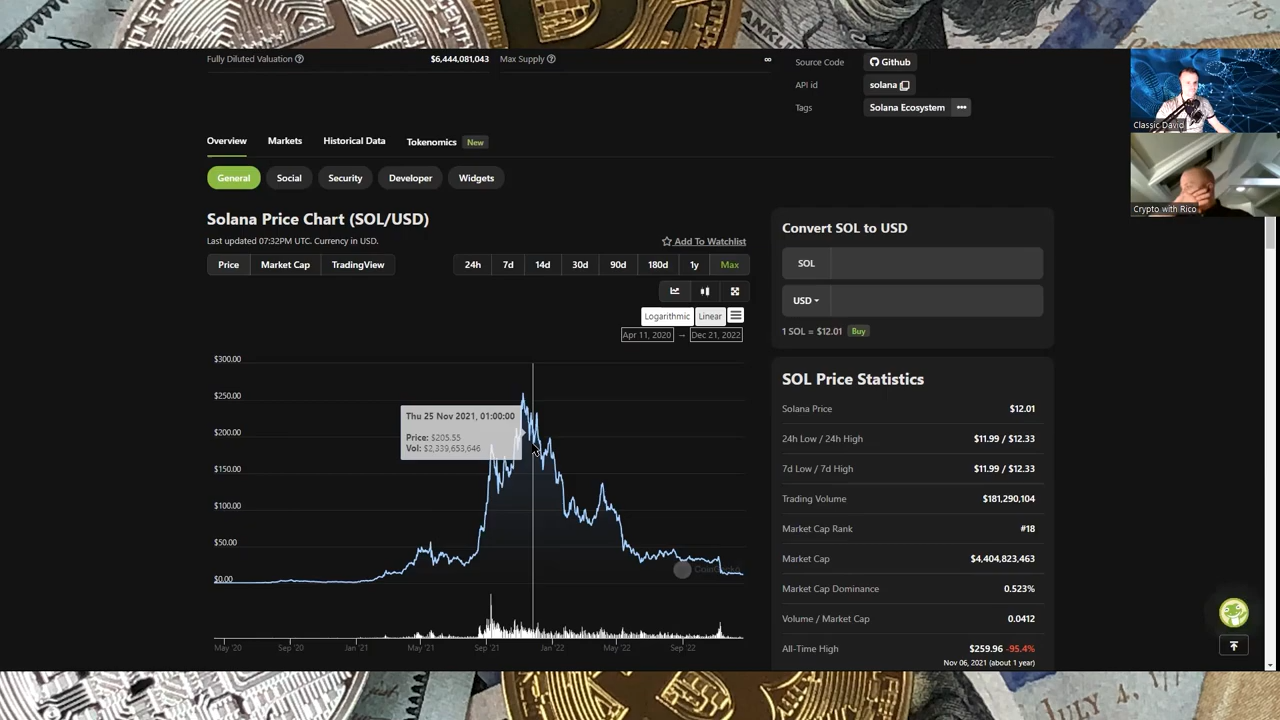 Fully Diluted Valuation $6,444,081,043 Max Supply ∞
Source Code Github
API id solana
Tags Solana Ecosystem •••
Overview Markets Historical Data Tokenomics New
General Social Security Developer Widgets
Solana Price Chart (SOL/USD)
Last updated 07:32PM UTC. Currency in USD.
Add To Watchlist
Price Market Cap TradingView
24h 7d 14d 30d 90d 180d 1y Max
Logarithmic Linear
Apr 11, 2020 → Dec 21, 2022
$300.00
$250.00
$200.00
$150.00
$100.00
$50.00
$0.00
Thu 25 Nov 2021, 01:00:00
Price: $205.55
Vol: $2,339,653,646
CoinGecko
May '20 Sep '20 Jan '21 May '21 Sep '21 Jan '22 May '22 Sep '22
Convert SOL to USD
SOL
USD
1 SOL = $12.01 Buy
SOL Price Statistics
Solana Price $12.01
24h Low / 24h High $11.99 / $12.33
7d Low / 7d High $11.99 / $12.33
Trading Volume $181,290,104
Market Cap Rank #18
Market Cap $4,404,823,463
Market Cap Dominance 0.523%
Volume / Market Cap 0.0412
All-Time High $259.96 -95.4%
Nov 06, 2021 (about 1 year)
Classic David
Crypto with Rico
JULY 4, 177
1776